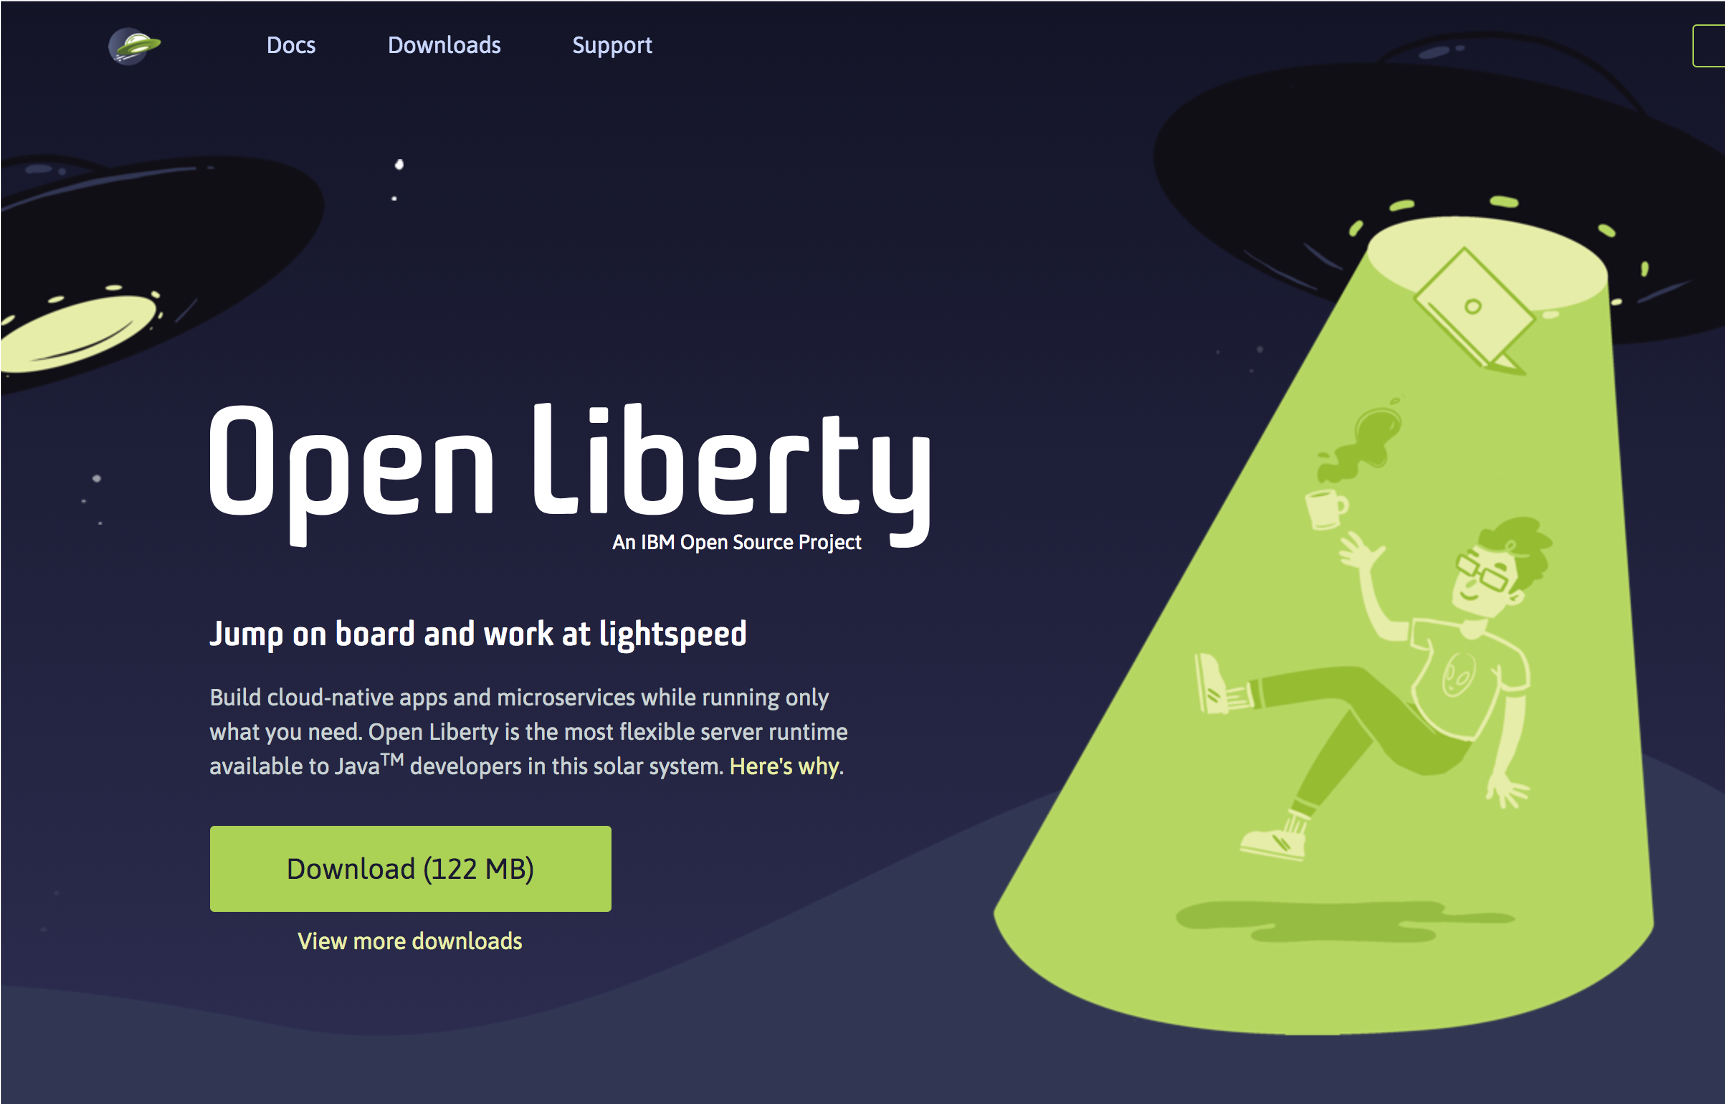 Docs Downloads Support
Open Liberty
An IBM Open Source Project
Jump on board and work at lightspeed
Build cloud-native apps and microservices while running only
what you need. Open Liberty is the most flexible server runtime
available to Java™ developers in this solar system. Here's why.
Download (122 MB)
View more downloads